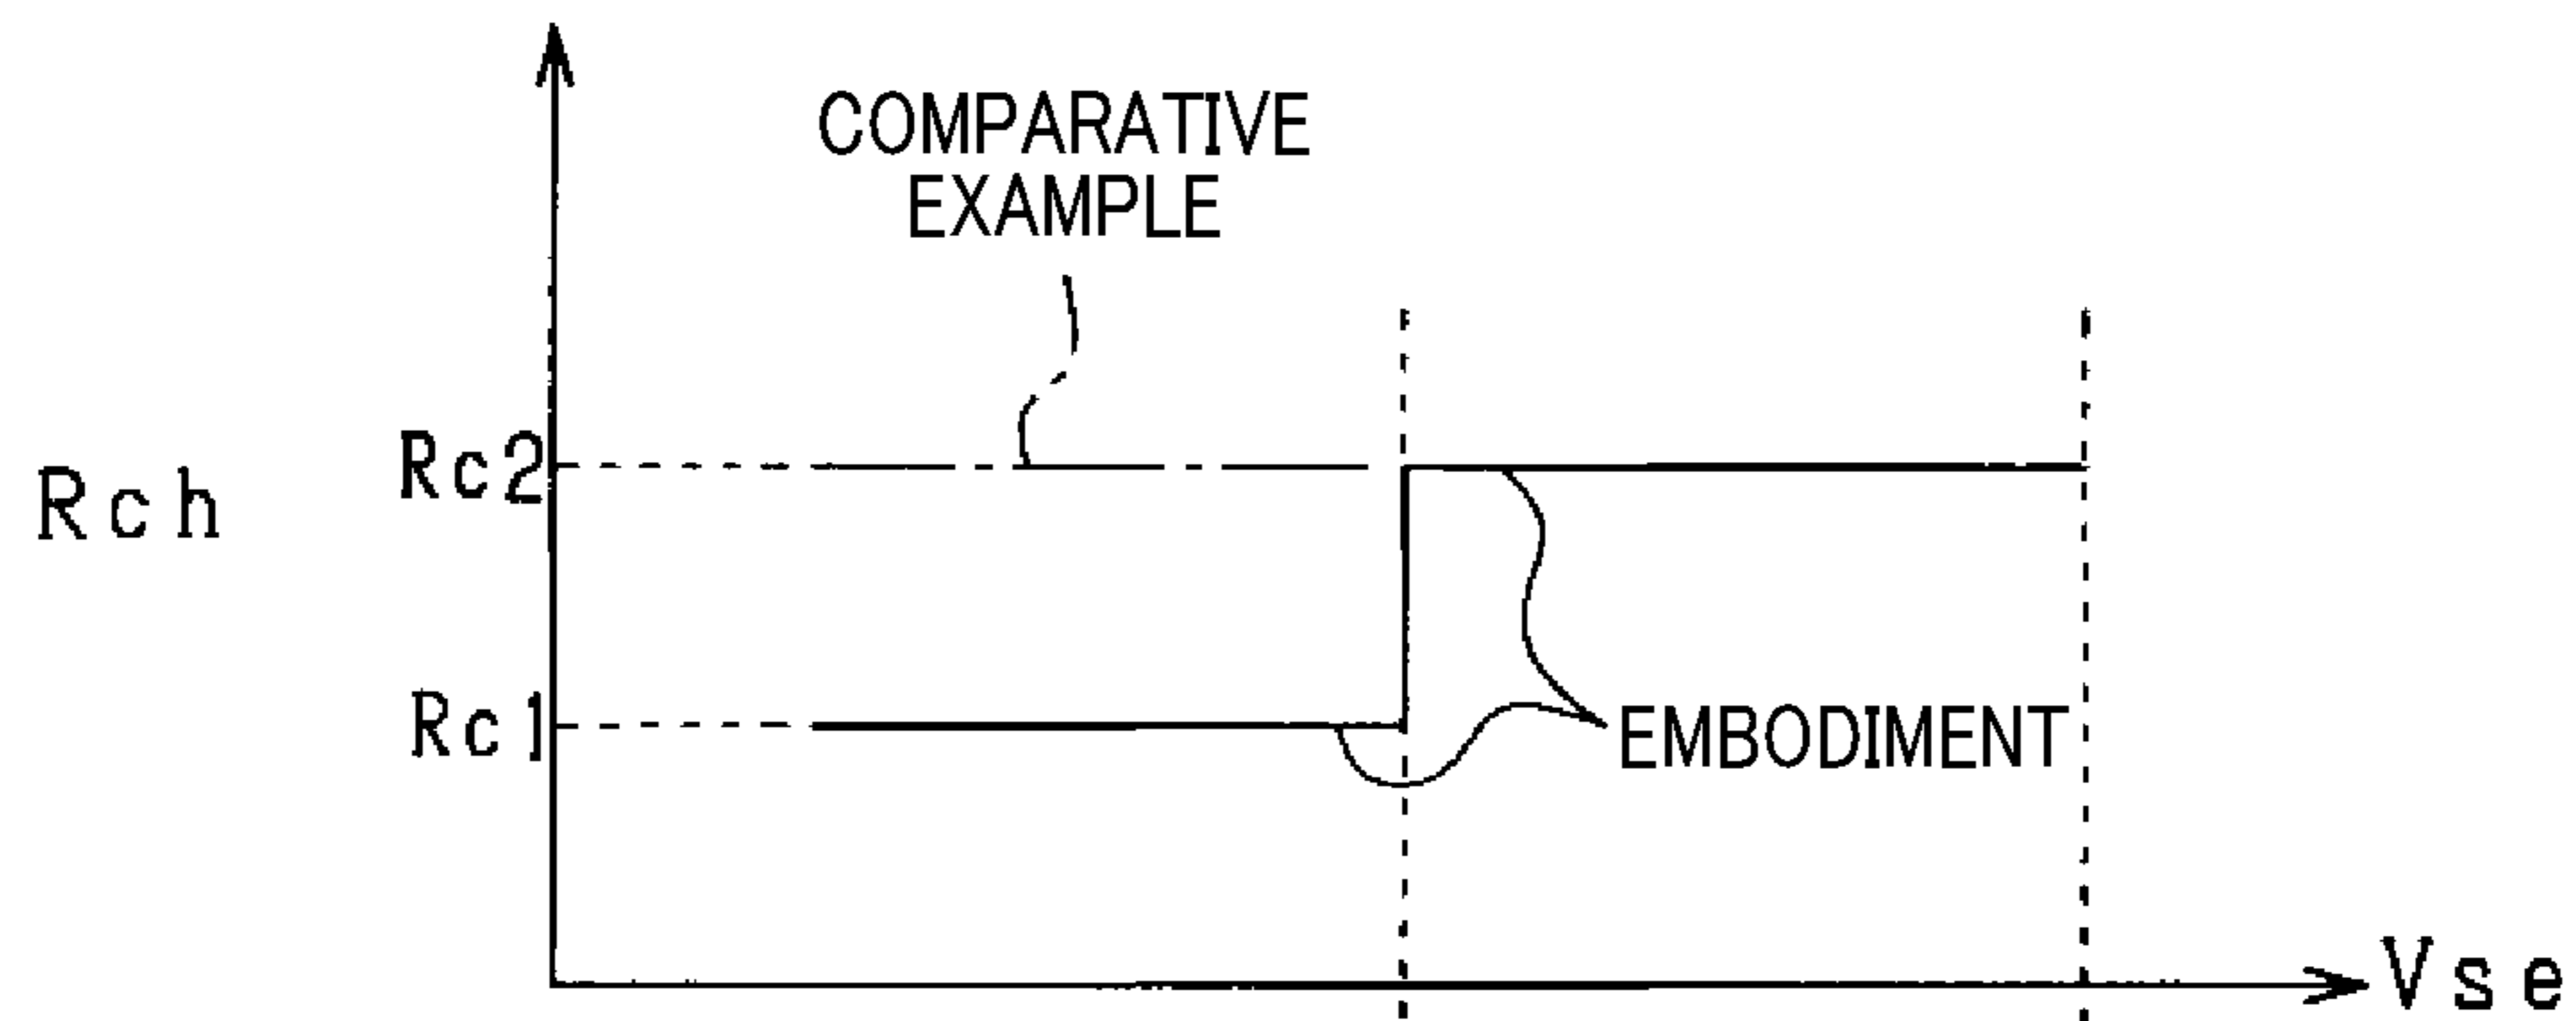 COMPARATIVE
EXAMPLE
Rc2
Rch
Rc1
EMBODIMENT
Vse